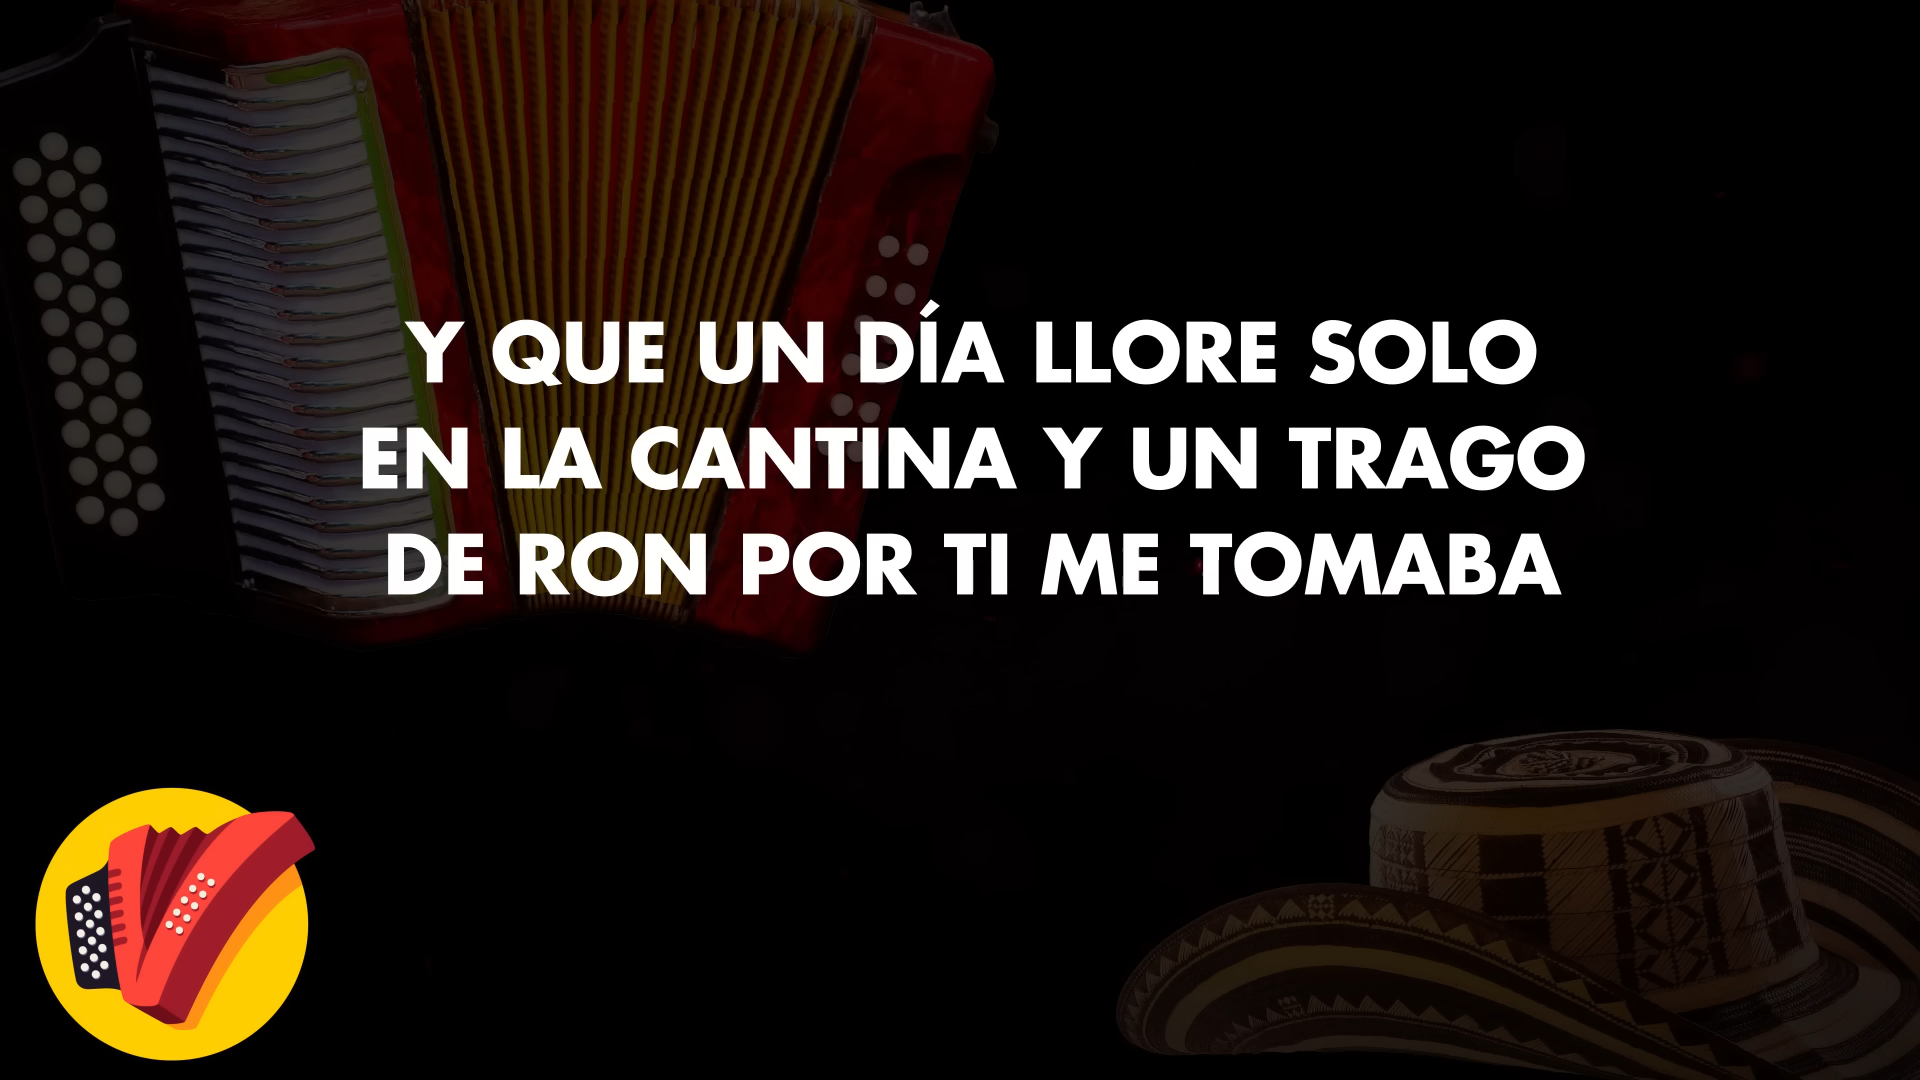 Y QUE UN DÍA LLORE SOLO
EN LA CANTINA Y UN TRAGO
DE RON POR TI ME TOMABA